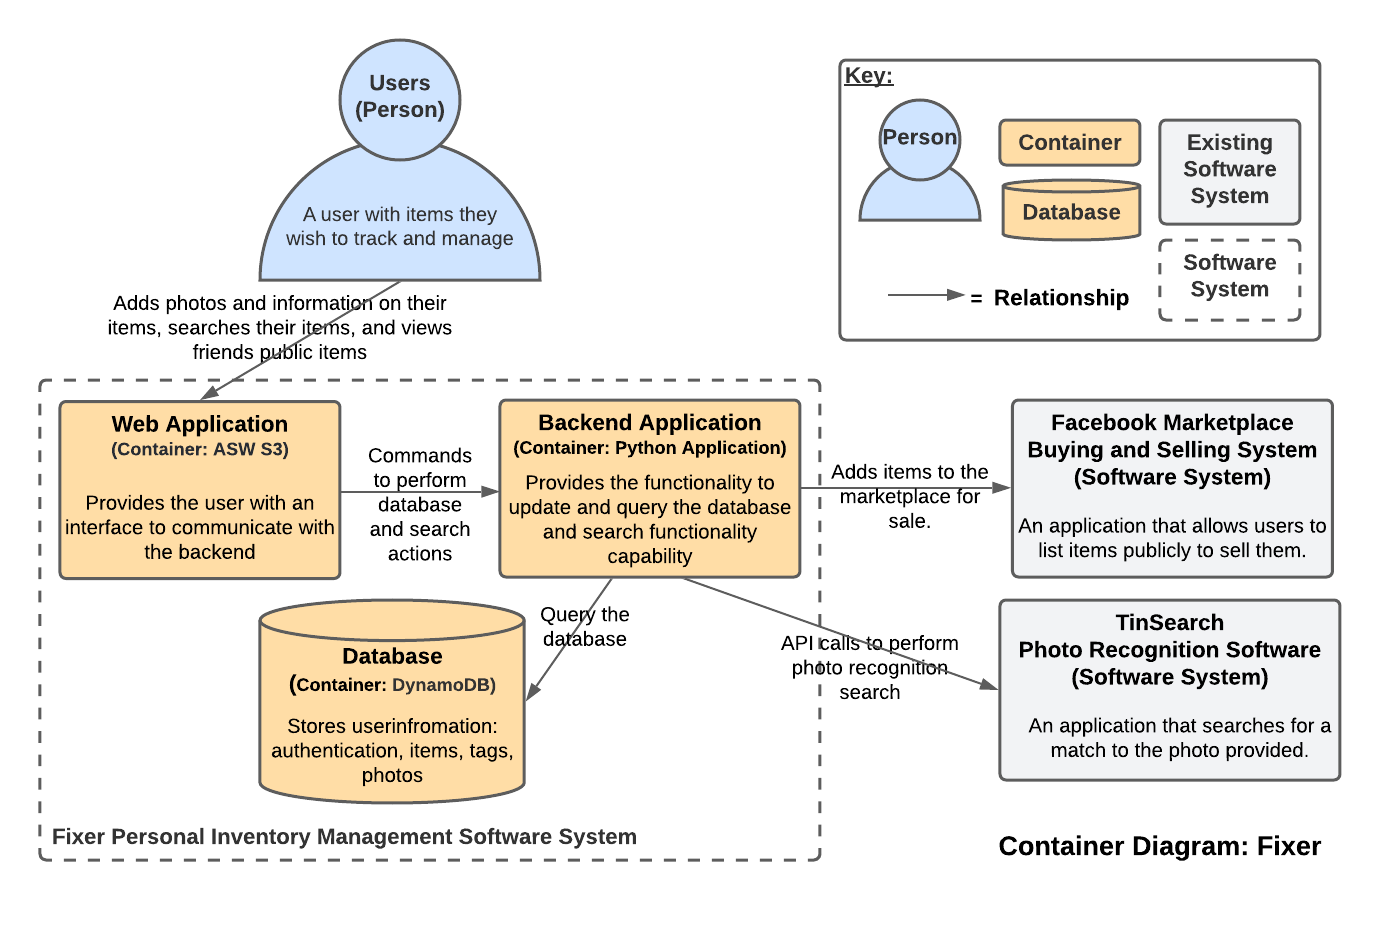 Users
(Person)
A user with items they
wish to track and manage
Key:
Person
Container
Database
Existing
Software
System
Software
System
= Relationship
Adds photos and information on their
items, searches their items, and views
friends public items
Web Application
(Container: ASW S3)
Provides the user with an
interface to communicate with
the backend
Commands
to perform
database
and search
actions
Backend Application
(Container: Python Application)
Provides the functionality to
update and query the database
and search functionality
capability
Adds items to the
marketplace for
sale.
Facebook Marketplace
Buying and Selling System
(Software System)
An application that allows users to
list items publicly to sell them.
Query the
database
Database
(Container: DynamoDB)
Stores userinfromation:
authentication, items, tags,
photos
API calls to perform
photo recognition
search
TinSearch
Photo Recognition Software
(Software System)
An application that searches for a
match to the photo provided.
Fixer Personal Inventory Management Software System
Container Diagram: Fixer